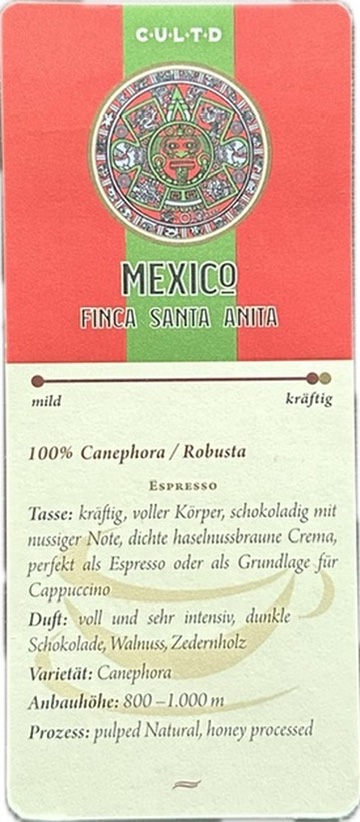 C·U·L·T·D
MEXICO
FINCA SANTA ANITA
mild kräftig
100% Canephora / Robusta
ESPRESSO
Tasse: kräftig, voller Körper, schokoladig mit
nussiger Note, dichte haselnussbraune Crema,
perfekt als Espresso oder als Grundlage für
Cappuccino
Duft: voll und sehr intensiv, dunkle
Schokolade, Walnuss, Zedernholz
Varietät: Canephora
Anbauhöhe: 800 – 1.000 m
Prozess: pulped Natural, honey processed